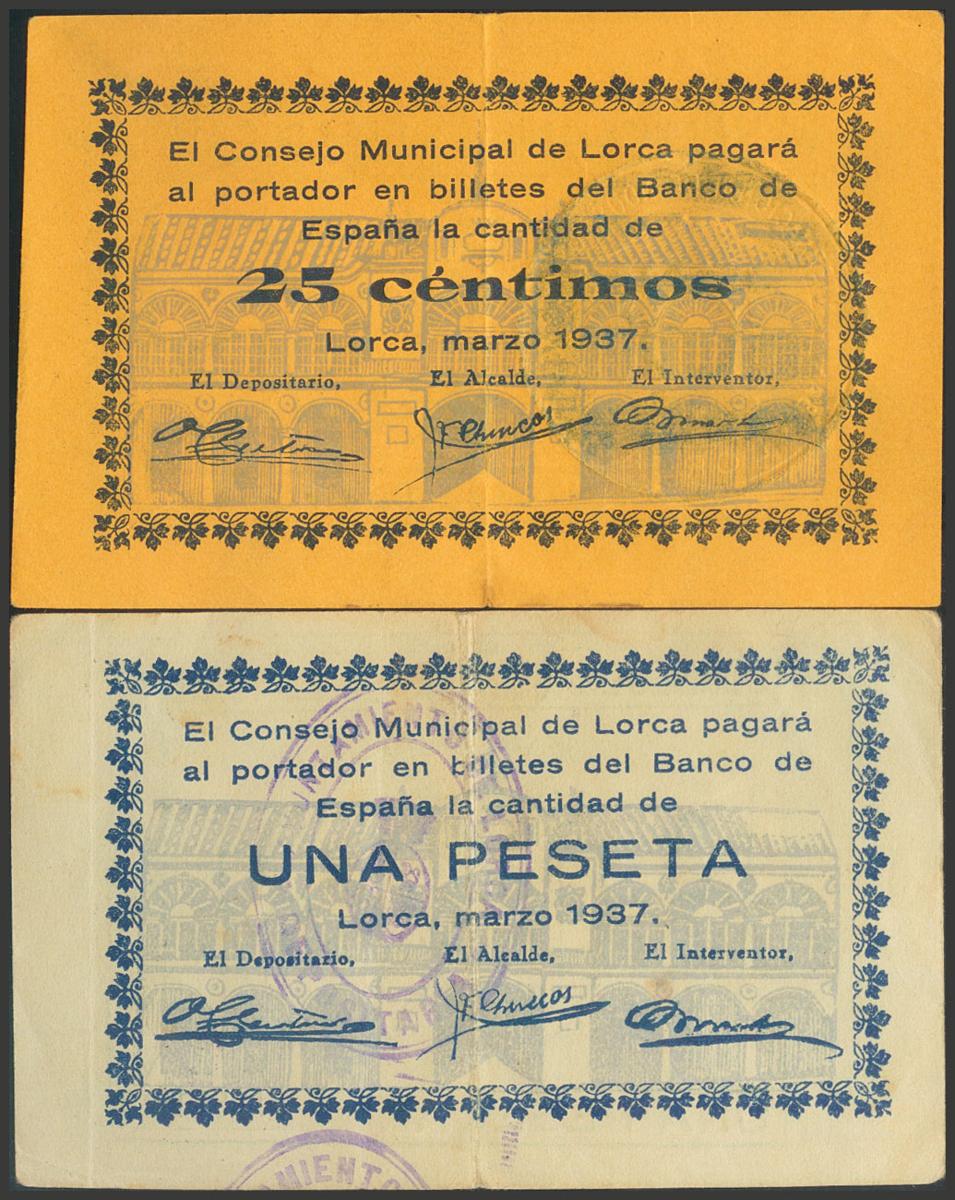 El Consejo Municipal de Lorca pagará
al portador en billetes del Banco de
España la cantidad de
25 céntimos
Lorca, marzo 1937.
El Depositario, El Alcalde, El Interventor,
El Consejo Municipal de Lorca pagará
al portador en billetes del Banco de
España la cantidad de
UNA PESETA
Lorca, marzo 1937.
El Depositario, El Alcalde, El Interventor,